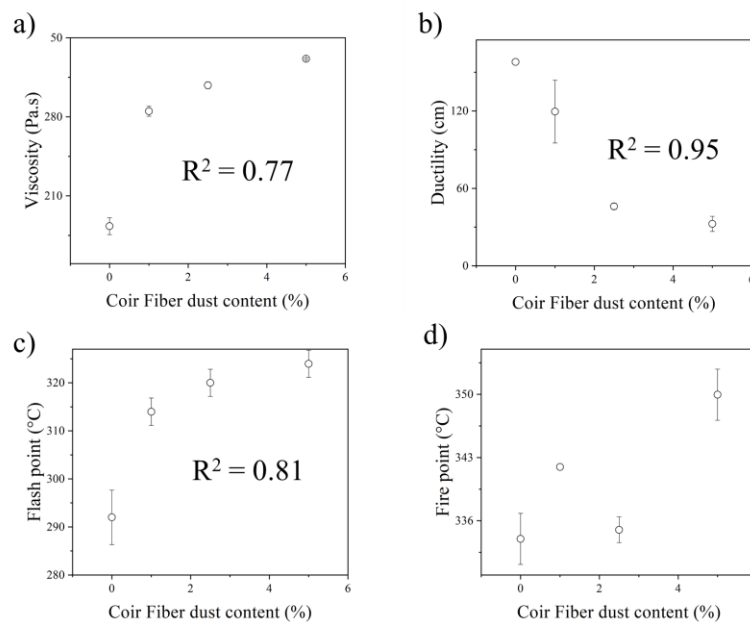 a)
50
280
210
Viscosity (Pa.s)
R² = 0.77
0 2 4 6
Coir Fiber dust content (%)
b)
120
60
0
Ductility (cm)
R² = 0.95
0 2 4 6
Coir Fiber dust content (%)
c)
320
300
290
280
Flash point (°C)
R² = 0.81
0 2 4 6
Coir Fiber dust content (%)
d)
350
343
336
Fire point (°C)
0 2 4 6
Coir Fiber dust content (%)